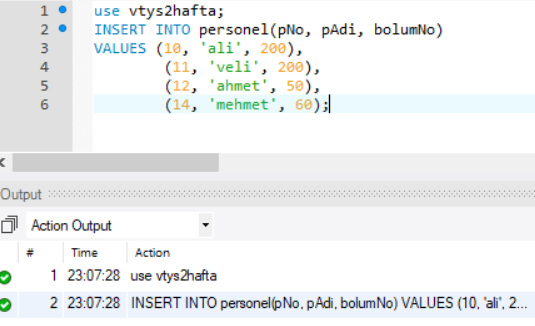 1 use vtys2hafta;
2 INSERT INTO personel(pNo, pAdi, bolumNo)
3 VALUES (10, 'ali', 200),
4 (11, 'veli', 200),
5 (12, 'ahmet', 50),
6 (14, 'mehmet', 60);
Output
Action Output
# Time Action
1 23:07:28 use vtys2hafta
2 23:07:28 INSERT INTO personel(pNo, pAdi, bolumNo) VALUES (10, 'ali', 2...